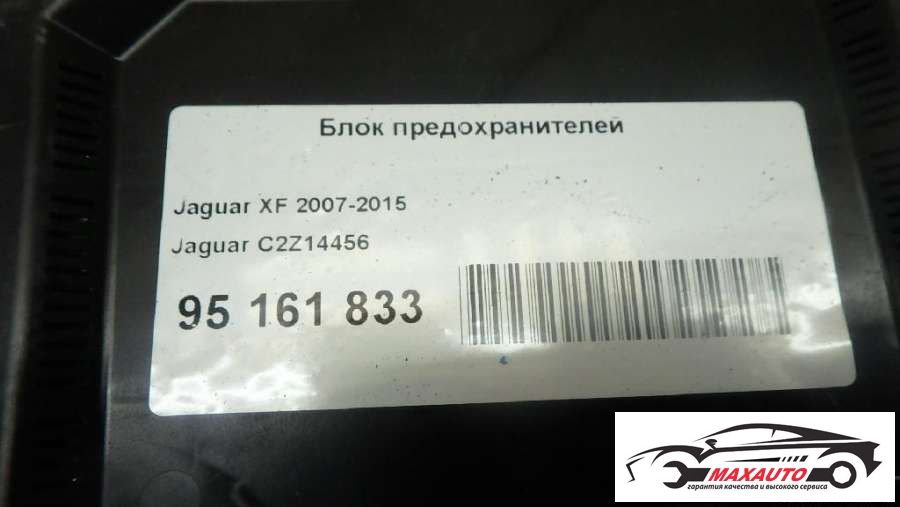 Блок предохранителей
Jaguar XF 2007-2015
Jaguar C2Z14456
95 161 833
MAXAUTO
гарантия качества и высокого сервиса